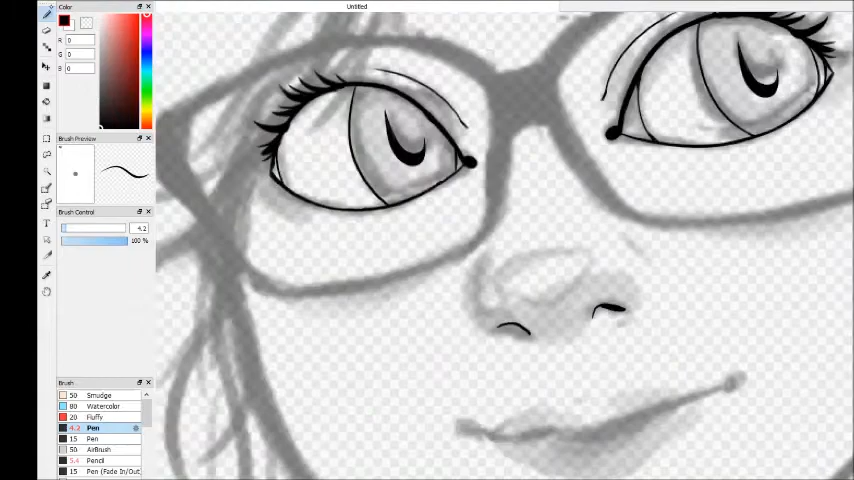 Untitled
Color
R 0
G 0
B 0
Brush Preview
Brush Control
4.2
100 %
Brush
50 Smudge
80 Watercolor
20 Fluffy
4.2 Pen
15 Pen
50 AirBrush
5.4 Pencil
15 Pen (Fade In/Out